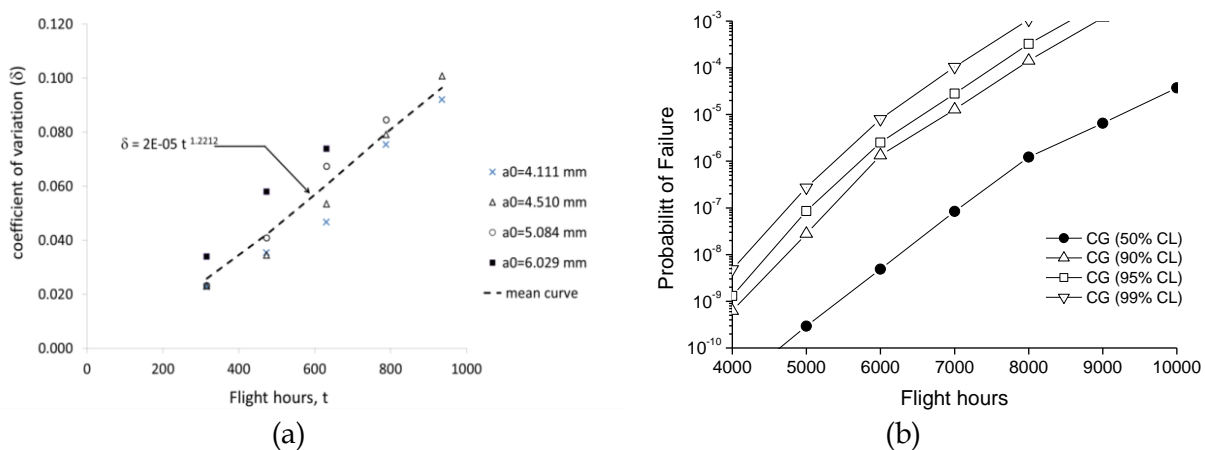 0.120
0.100
0.080
0.060
0.040
0.020
0.000
coefficient of variation (δ)
δ = 2E-05 t 1.2212
a0=4.111 mm
a0=4.510 mm
a0=5.084 mm
a0=6.029 mm
mean curve
0 200 400 600 800 1000
Flight hours, t
(a)
10-3
10-4
10-5
10-6
10-7
10-8
10-9
10-10
Probabilitt of Failure
CG (50% CL)
CG (90% CL)
CG (95% CL)
CG (99% CL)
4000 5000 6000 7000 8000 9000 10000
Flight hours
(b)